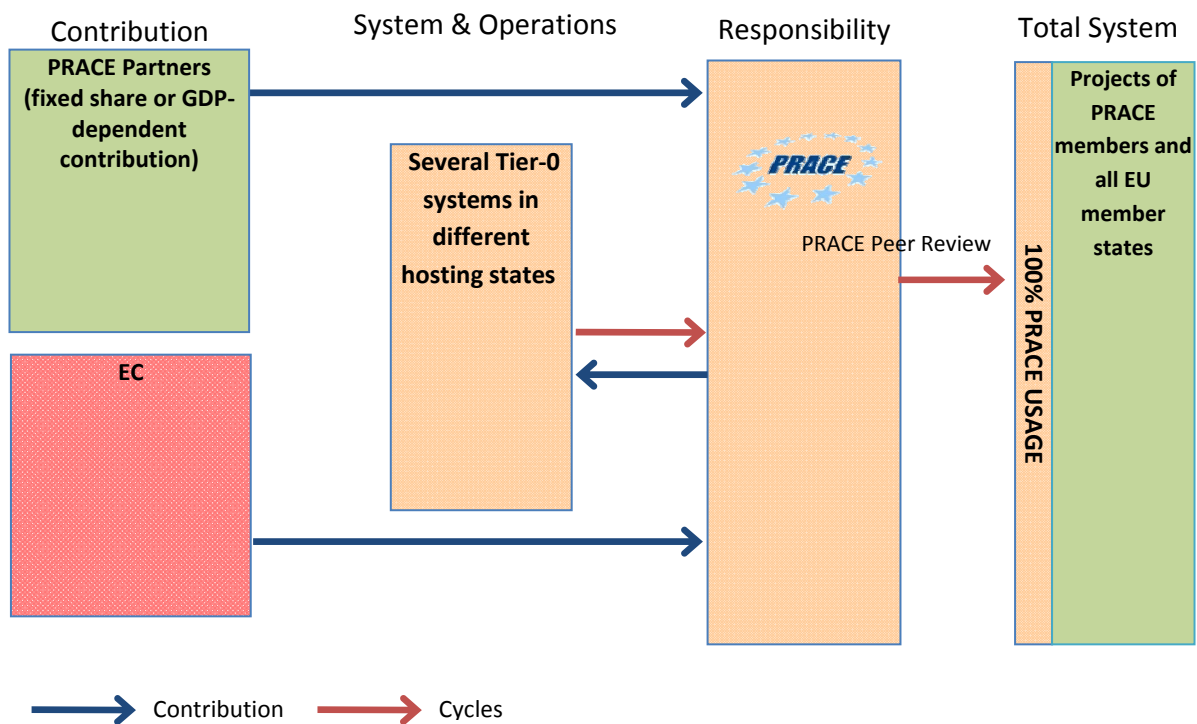 Contribution
System & Operations
Responsibility
Total System
PRACE Partners
(fixed share or GDP-
dependent
contribution)
Several Tier-0
systems in
different
hosting states
PRACE
PRACE Peer Review
100% PRACE USAGE
Projects of
PRACE
members and
all EU
member
states
EC
Contribution
Cycles